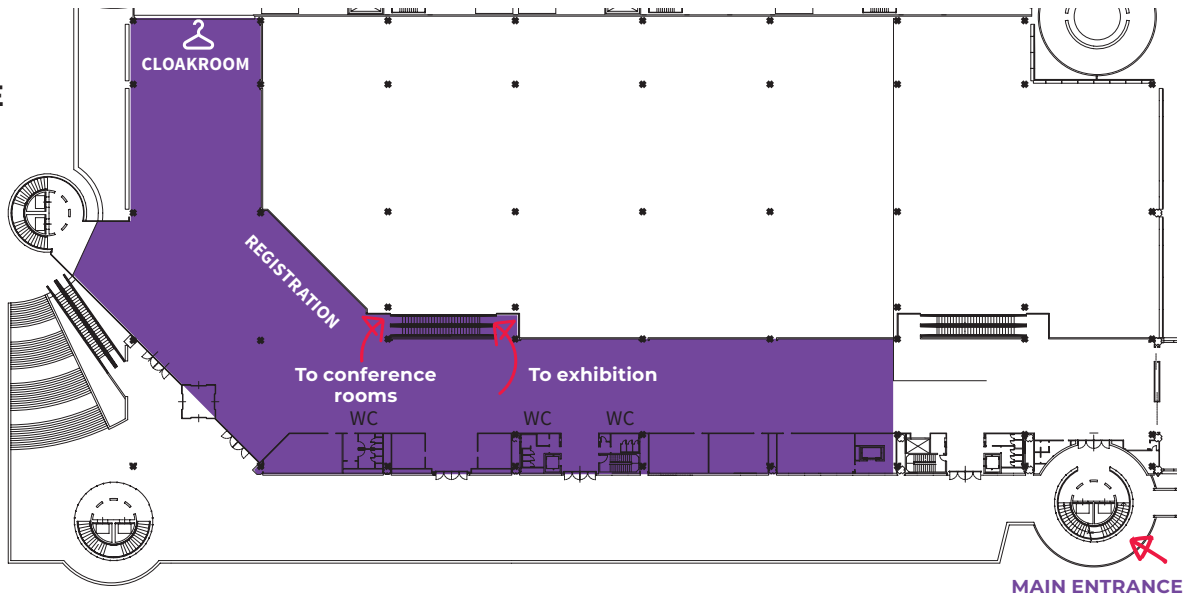 CLOAKROOM
E
REGISTRATION
To conference
rooms
To exhibition
WC
WC
WC
MAIN ENTRANCE